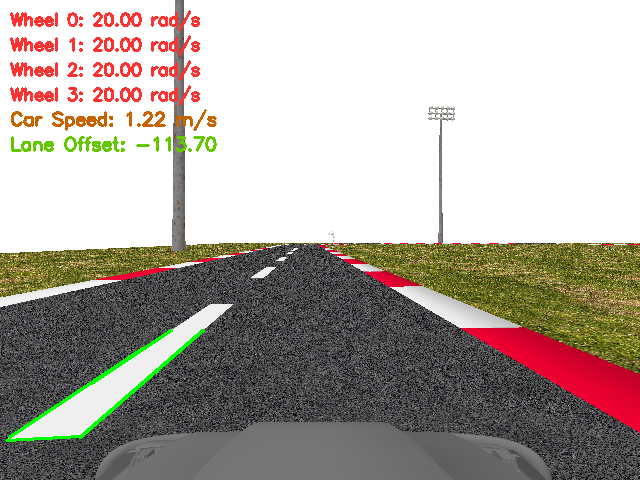 Wheel 0: 20.00 rad/s
Wheel 1: 20.00 rad/s
Wheel 2: 20.00 rad/s
Wheel 3: 20.00 rad/s
Car Speed: 1.22 m/s
Lane Offset: -113.70